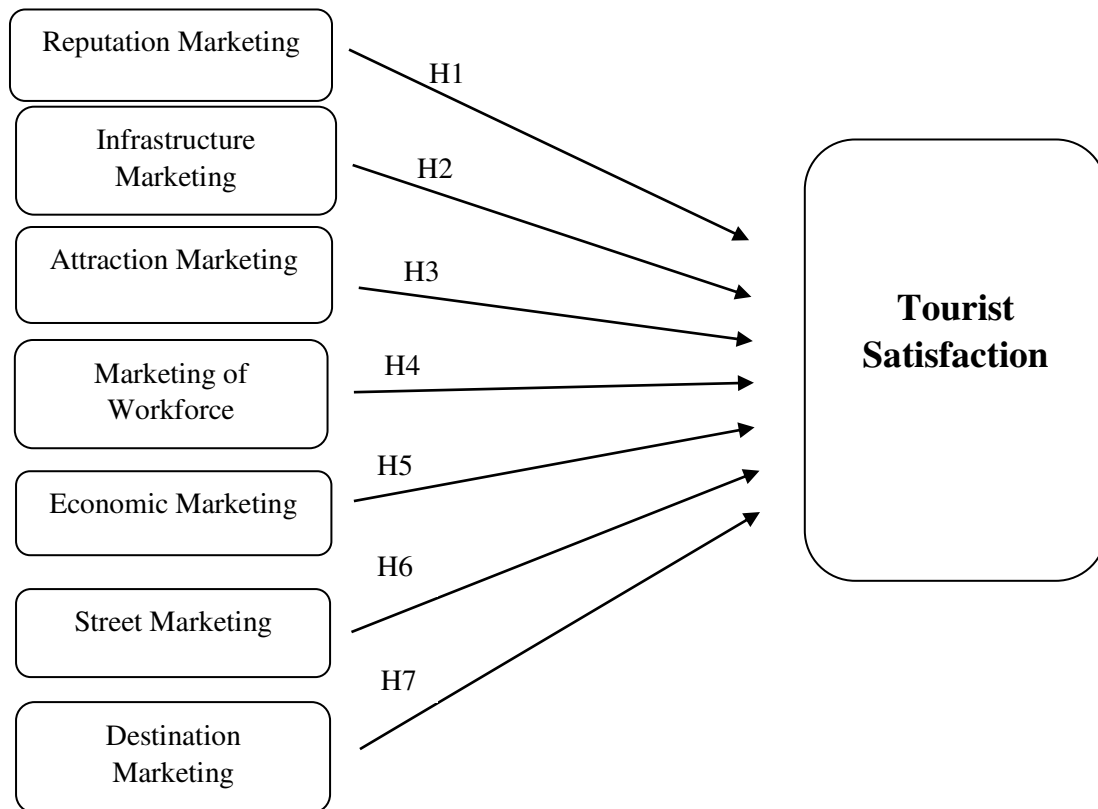 Reputation Marketing
H1
Infrastructure
Marketing
H2
Attraction Marketing
H3
Marketing of
Workforce
H4
Economic Marketing
H5
Street Marketing
H6
Destination
Marketing
H7
Tourist
Satisfaction